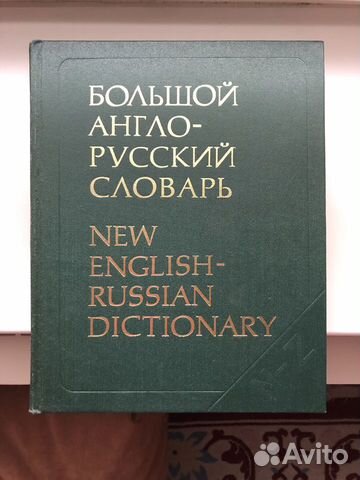 БОЛЬШОЙ
АНГЛО-
РУССКИЙ
СЛОВАРЬ
NEW
ENGLISH-
RUSSIAN
DICTIONARY
Avito